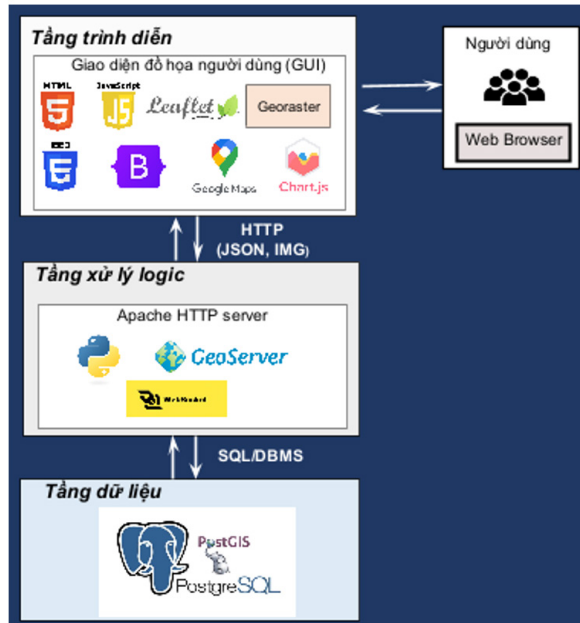 Tầng trình diễn
Giao diện đồ họa người dùng (GUI)
HTML
5
JavaScript
JS
Leaflet
Georaster
B
Google Maps
Chart.js
Người dùng
Web Browser
HTTP
(JSON, IMG)
Tầng xử lý logic
Apache HTTP server
GeoServer
SQL/DBMS
Tầng dữ liệu
PostGIS
PostgreSQL